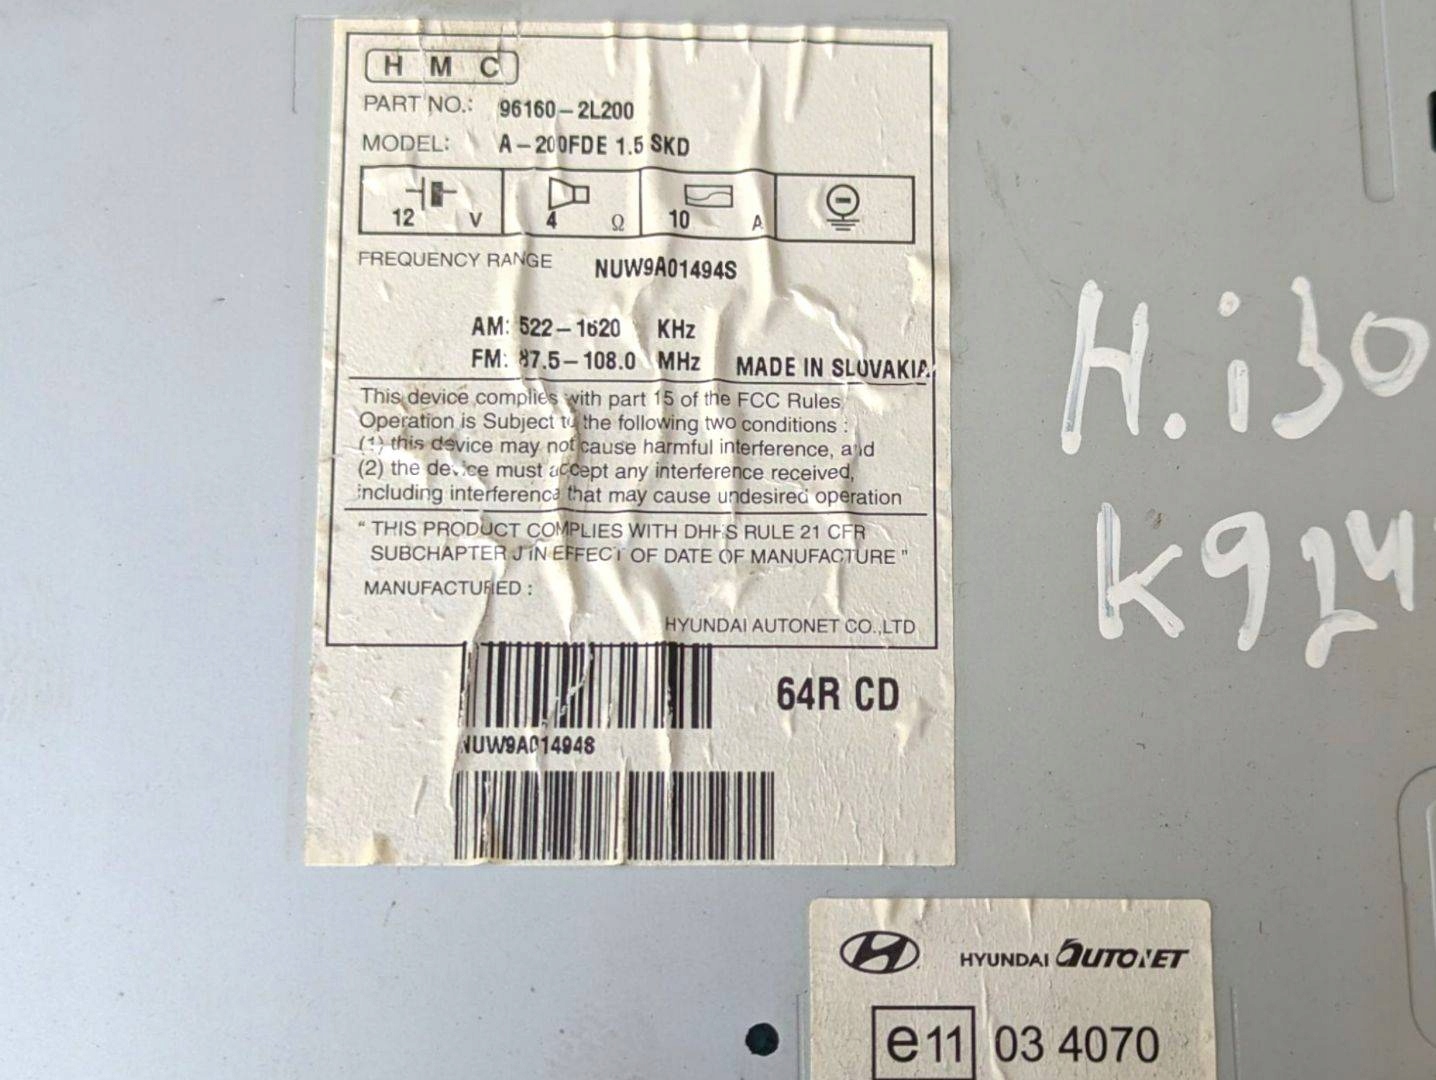 H M C
PART NO.: 96160-2L200
MODEL: A-200FDE 1.5 SKD
12 V 4 Ω 10 A
FREQUENCY RANGE NUW9A01494S
AM: 522-1620 KHz
FM: 87.5-108.0 MHz MADE IN SLOVAKIA
This device complies with part 15 of the FCC Rules
Operation is Subject to the following two conditions :
(1) this device may not cause harmful interference, and
(2) the device must accept any interference received,
including interference that may cause undesired operation
" THIS PRODUCT COMPLIES WITH DHHS RULE 21 CFR
SUBCHAPTER J IN EFFECT OF DATE OF MANUFACTURE "
MANUFACTURED :
HYUNDAI AUTONET CO.,LTD
64R CD
NUW9A01494S
H.i30
K924
HYUNDAI AUTONET
e11 03 4070